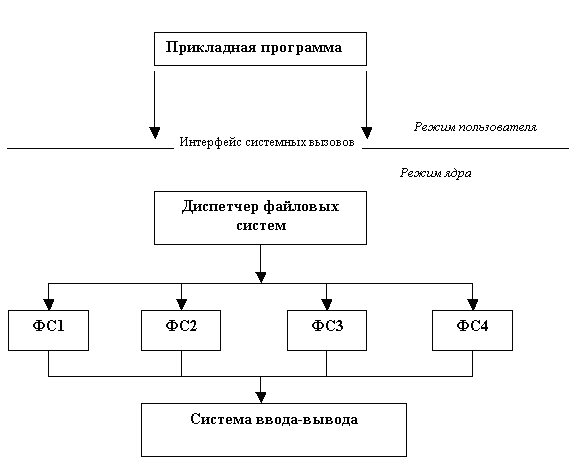 Прикладная программа
Режим пользователя
Интерфейс системных вызовов
Режим ядра
Диспетчер файловых
систем
ФС1 ФС2 ФС3 ФС4
Система ввода-вывода